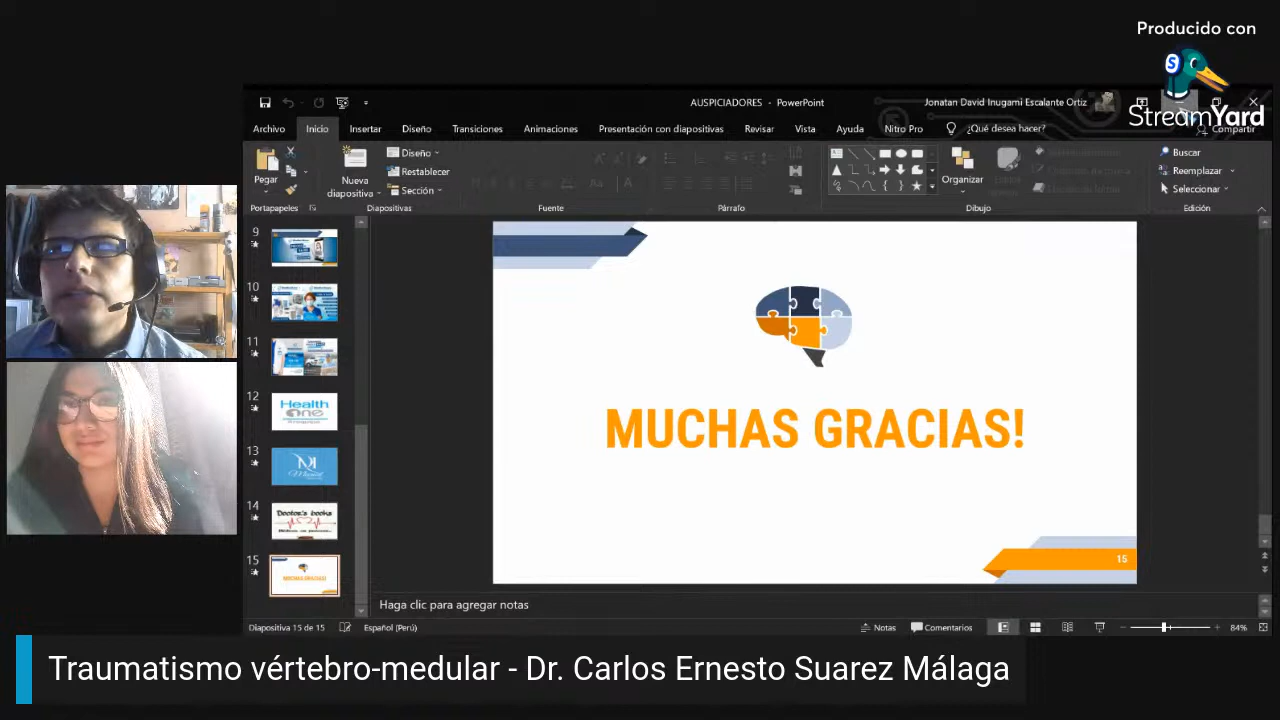 Producido con
StreamYard
AUSPICIADORES - PowerPoint
Jonatan David Inugami Escalante Ortiz
Archivo
Inicio
Insertar
Diseño
Transiciones
Animaciones
Presentación con diapositivas
Revisar
Vista
Ayuda
Nitro Pro
¿Qué desea hacer?
Compartir
Pegar
Nueva diapositiva
Diseño
Restablecer
Sección
Organizar
Buscar
Reemplazar
Seleccionar
Portapapeles
Diapositivas
Fuente
Párrafo
Dibujo
Edición
9
10
11
12
Health One
13
14
Doctor's books
15
MUCHAS GRACIAS!
MUCHAS GRACIAS!
15
Haga clic para agregar notas
Diapositiva 15 de 15
Español (Perú)
Notas
Comentarios
84%
Traumatismo vértebro-medular - Dr. Carlos Ernesto Suarez Málaga